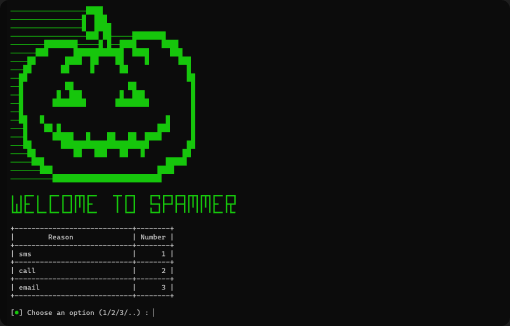 WELCOME TO SPAMMER
Reason Number
sms 1
call 2
email 3
[●] Choose an option (1/2/3/..) :